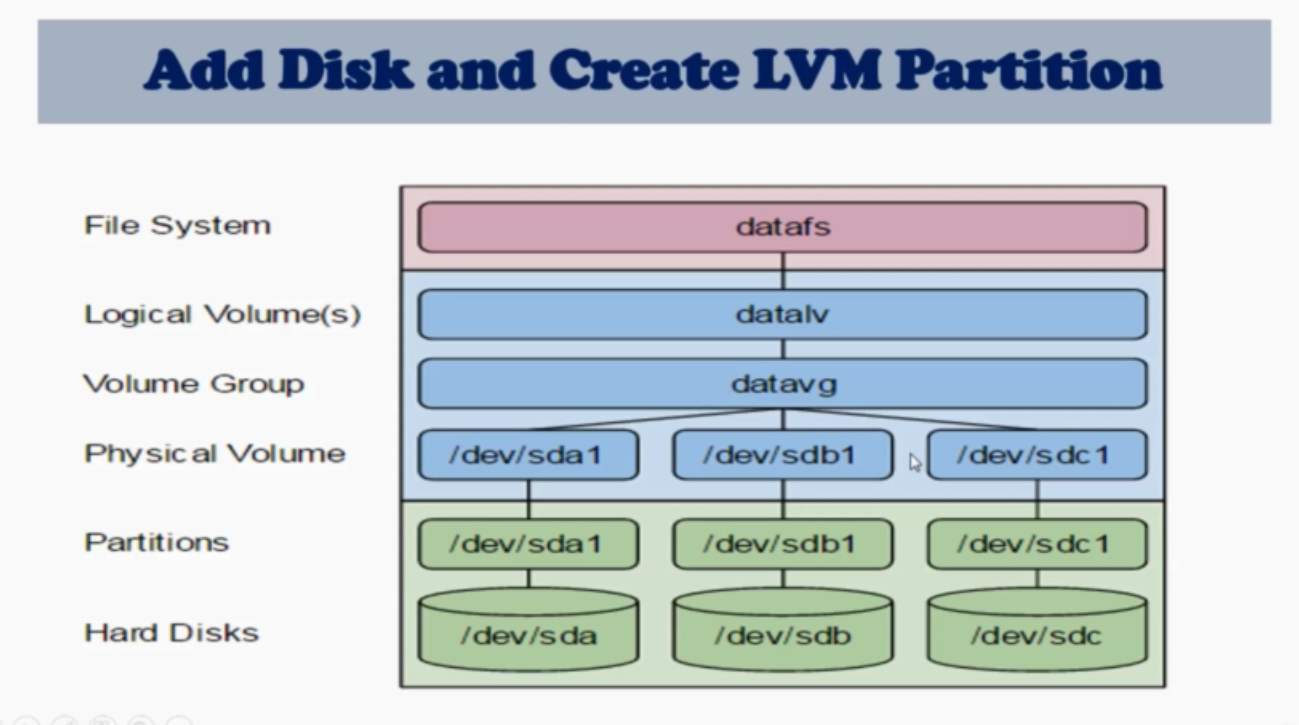 Add Disk and Create LVM Partition
File System
datafs
Logical Volume(s)
datalv
Volume Group
datavg
Physical Volume
/dev/sda1
/dev/sdb1
/dev/sdc1
Partitions
/dev/sda1
/dev/sdb1
/dev/sdc1
Hard Disks
/dev/sda
/dev/sdb
/dev/sdc